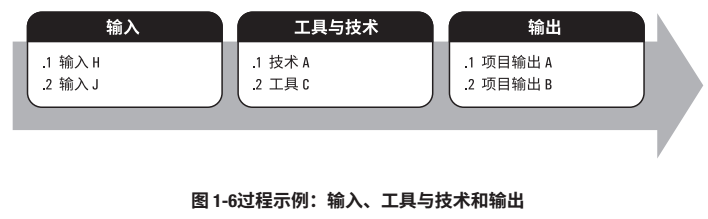 输入
.1 输入 H
.2 输入 J
工具与技术
.1 技术 A
.2 工具 C
输出
.1 项目输出 A
.2 项目输出 B
图 1-6过程示例：输入、工具与技术和输出